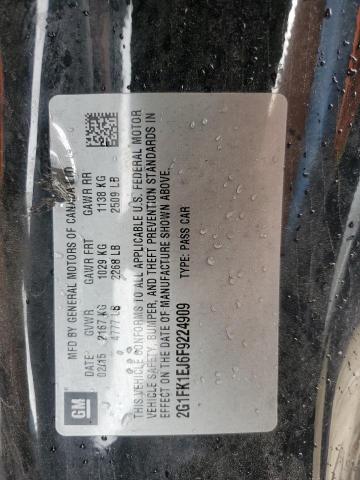 GM
MFD BY GENERAL MOTORS OF CANADA LTD
DATE GVWR GAWR FRT GAWR RR
02/15 2167 KG 1029 KG 1138 KG
4777 LB 2268 LB 2509 LB
THIS VEHICLE CONFORMS TO ALL APPLICABLE U.S. FEDERAL MOTOR
VEHICLE SAFETY, BUMPER, AND THEFT PREVENTION STANDARDS IN
EFFECT ON THE DATE OF MANUFACTURE SHOWN ABOVE.
2G1FK1EJ6F9224909 TYPE: PASS CAR